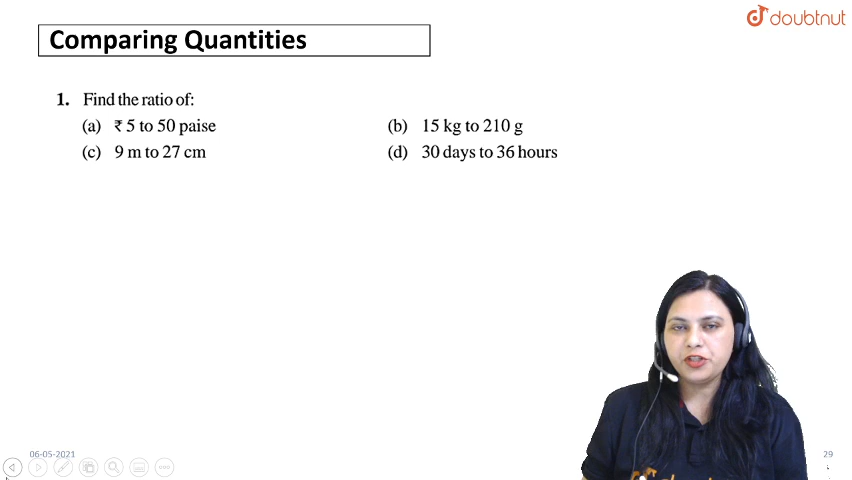 doubtnut
Comparing Quantities
1. Find the ratio of:
(a) ₹ 5 to 50 paise
(b) 15 kg to 210 g
(c) 9 m to 27 cm
(d) 30 days to 36 hours
06-05-2021
29